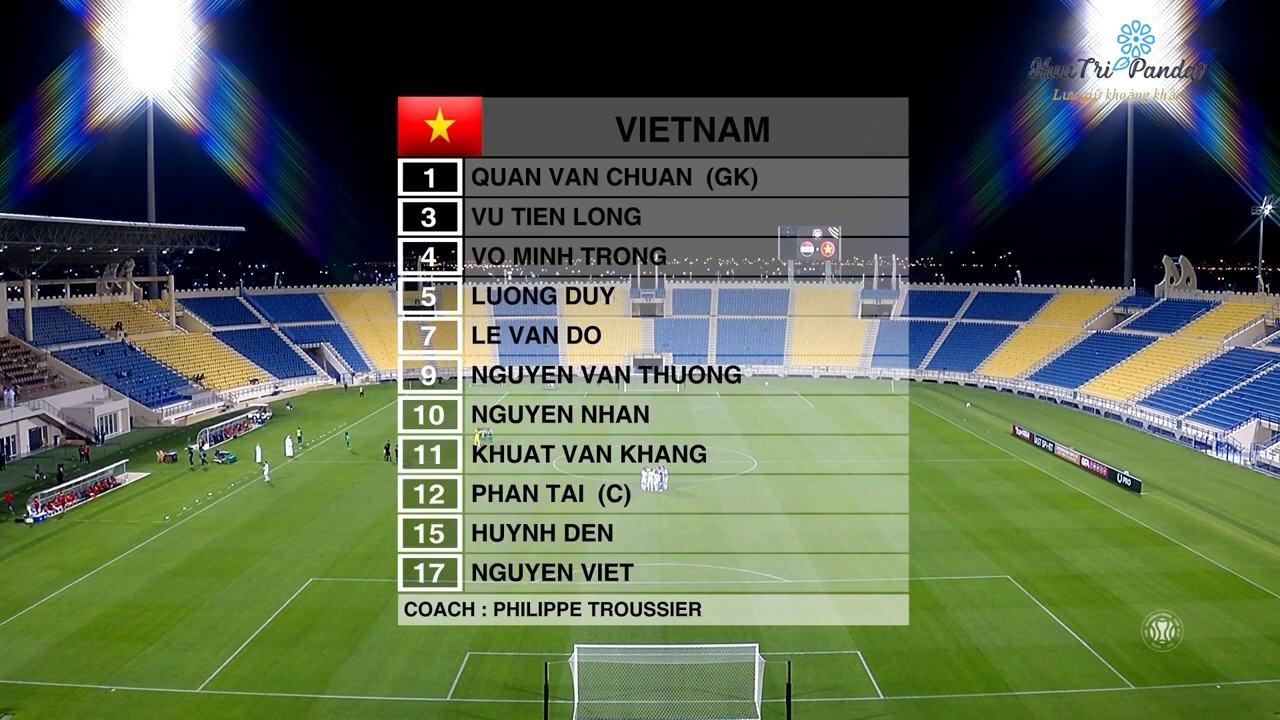 HuuTri Panda
VIETNAM
1 QUAN VAN CHUAN (GK)
3 VU TIEN LONG
4 VO MINH TRONG
5 LUONG DUY
7 LE VAN DO
9 NGUYEN VAN THUONG
10 NGUYEN NHAN
11 KHUAT VAN KHANG
12 PHAN TAI (C)
15 HUYNH DEN
17 NGUYEN VIET
COACH : PHILIPPE TROUSSIER